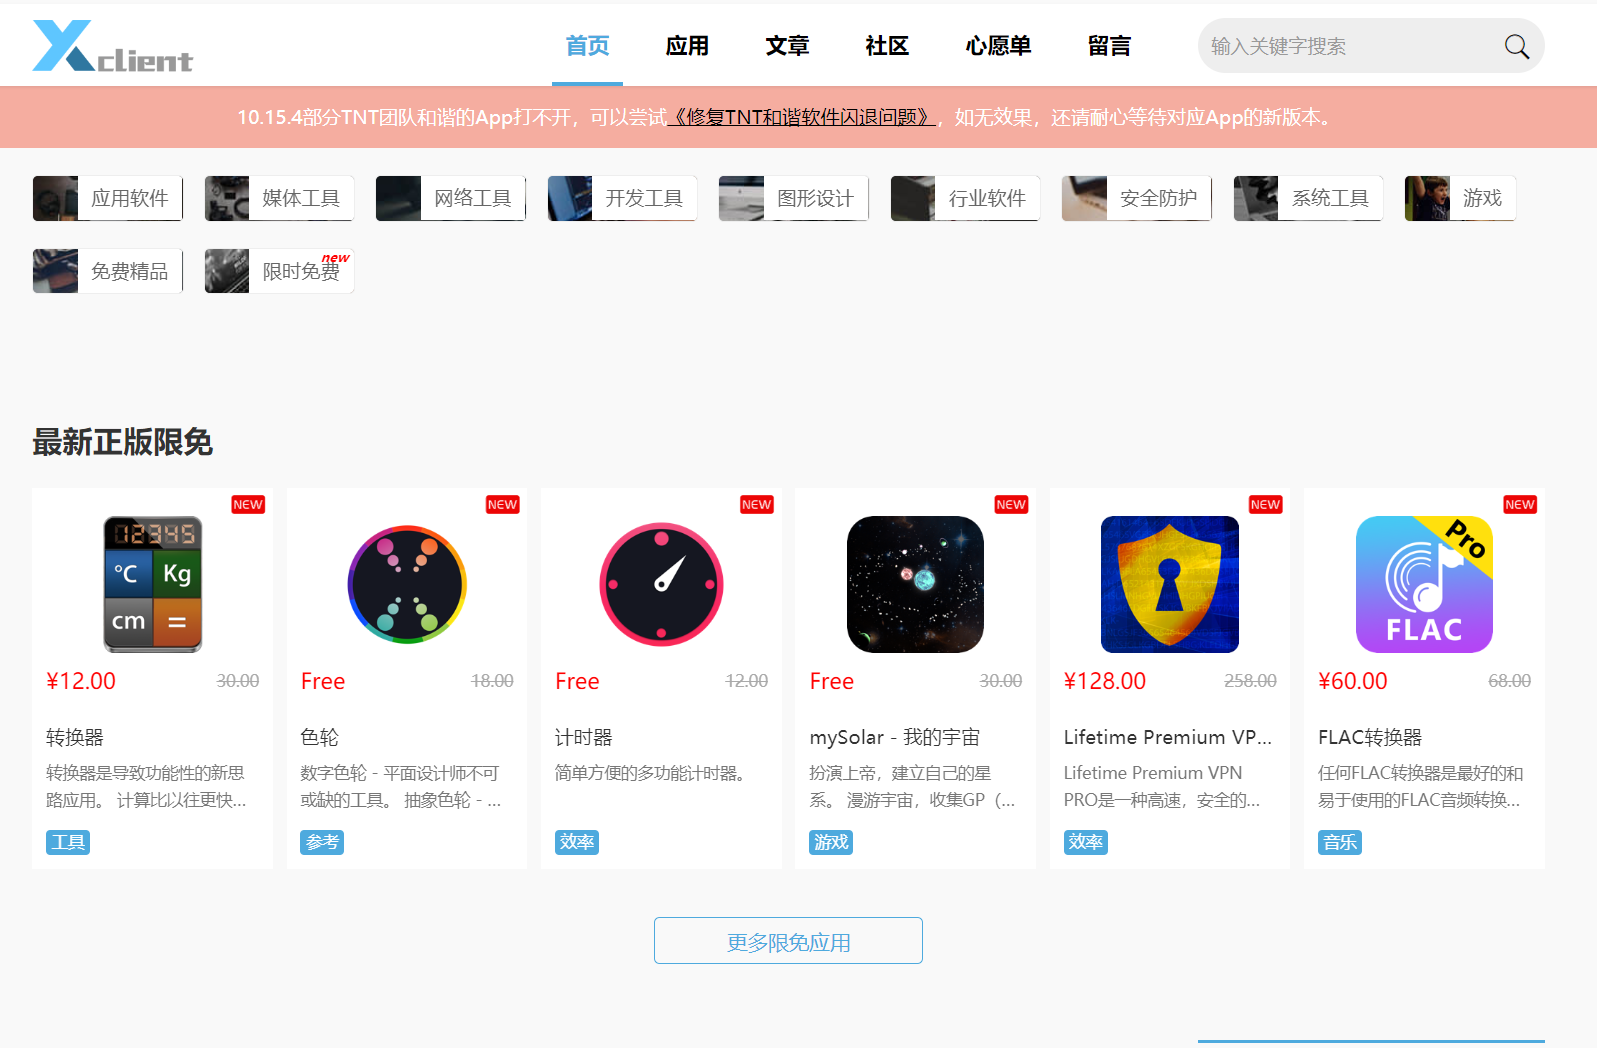 Xclient
首页 应用 文章 社区 心愿单 留言 输入关键字搜索
10.15.4部分TNT团队和谐的App打不开，可以尝试《修复TNT和谐软件闪退问题》，如无效果，还请耐心等待对应App的新版本。
应用软件 媒体工具 网络工具 开发工具 图形设计 行业软件 安全防护 系统工具 游戏
免费精品 限时免费 new
最新正版限免
NEW NEW NEW NEW NEW NEW
12345
°C Kg
cm =
Pro
FLAC
¥12.00 30.00 Free 18.00 Free 12.00 Free 30.00 ¥128.00 258.00 ¥60.00 68.00
转换器 色轮 计时器 mySolar - 我的宇宙 Lifetime Premium VP... FLAC转换器
转换器是导致功能性的新思 数字色轮 - 平面设计师不可 简单方便的多功能计时器。 扮演上帝，建立自己的星 Lifetime Premium VPN 任何FLAC转换器是最好的和
路应用。 计算比以往更快... 或缺的工具。 抽象色轮 - ... 系。 漫游宇宙，收集GP（... PRO是一种高速，安全的... 易于使用的FLAC音频转换...
工具 参考 效率 游戏 效率 音乐
更多限免应用